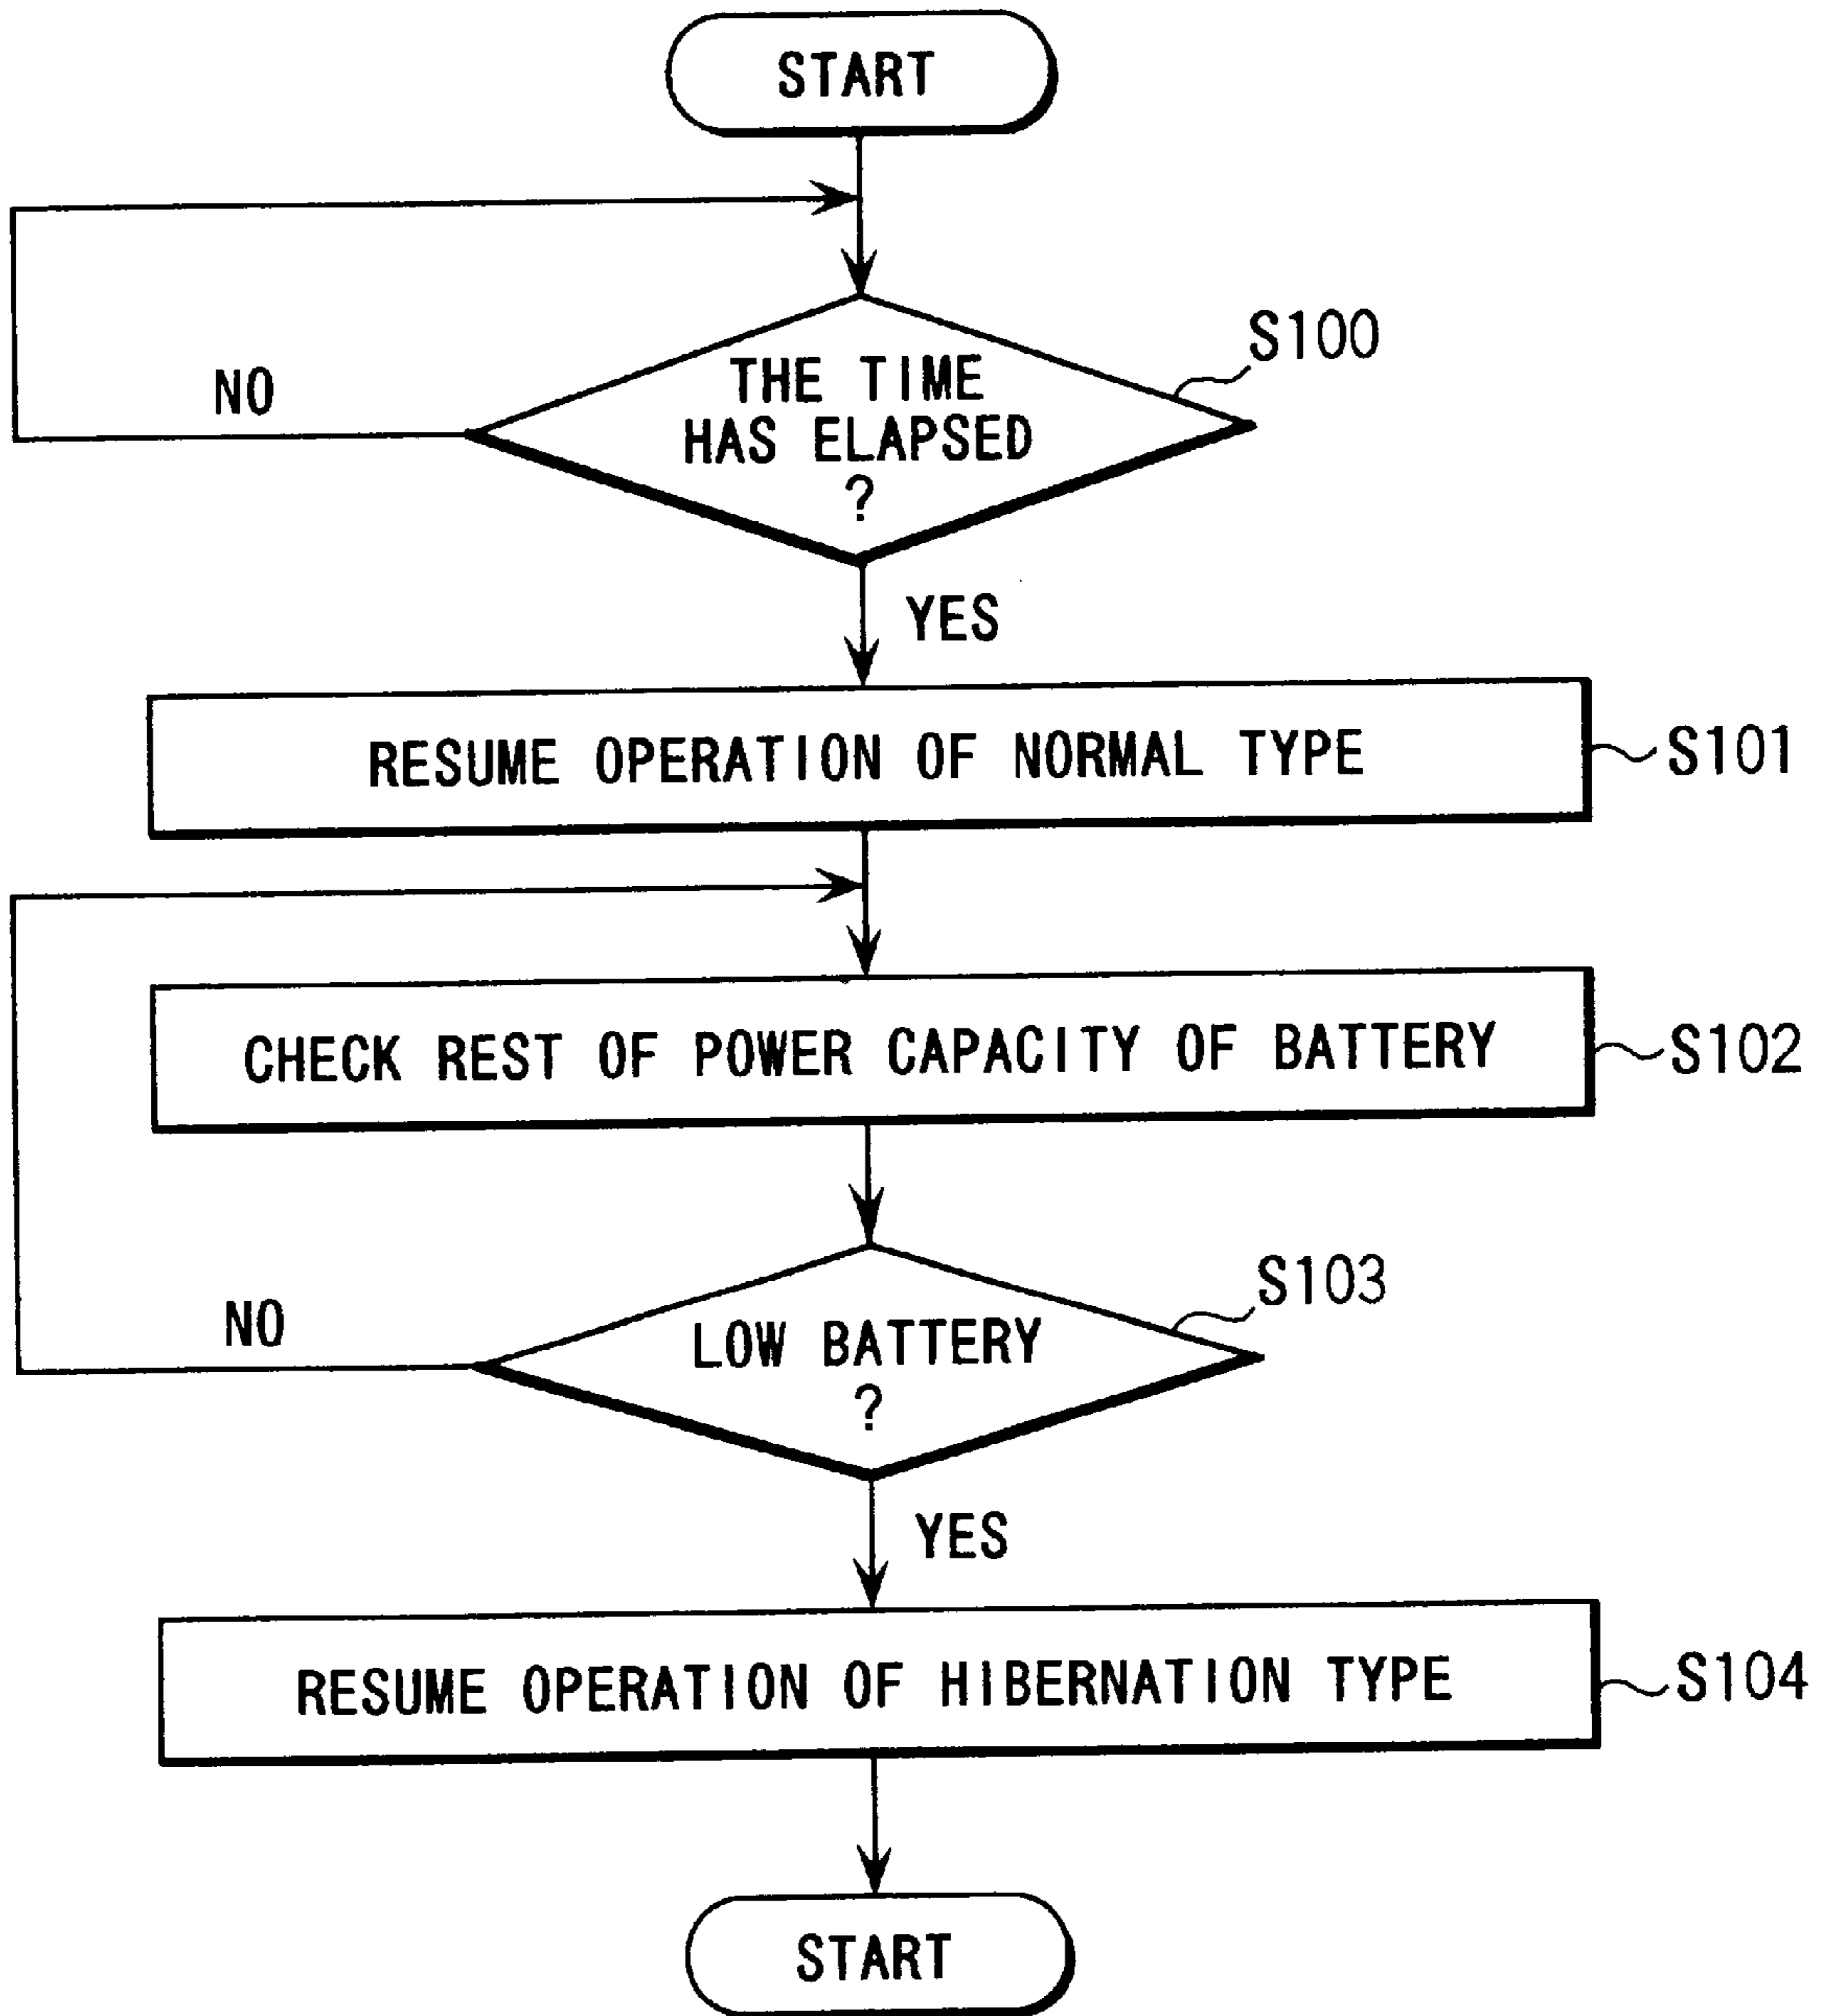 START
THE TIME
HAS ELAPSED
?
S100
NO
YES
RESUME OPERATION OF NORMAL TYPE
S101
CHECK REST OF POWER CAPACITY OF BATTERY
S102
LOW BATTERY
?
S103
NO
YES
RESUME OPERATION OF HIBERNATION TYPE
S104
START